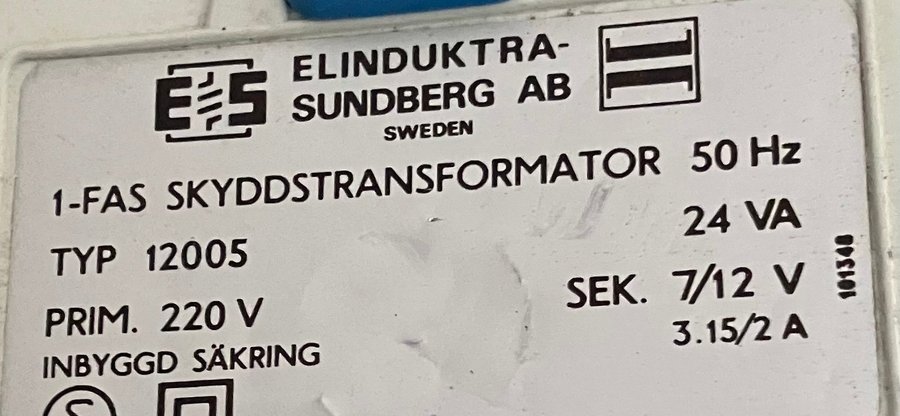 ES ELINDUKTRA-
SUNDBERG AB
SWEDEN
1-FAS SKYDDSTRANSFORMATOR 50 Hz
TYP 12005 24 VA
PRIM. 220 V SEK. 7/12 V
INBYGGD SÄKRING 3.15/2 A
S
101348